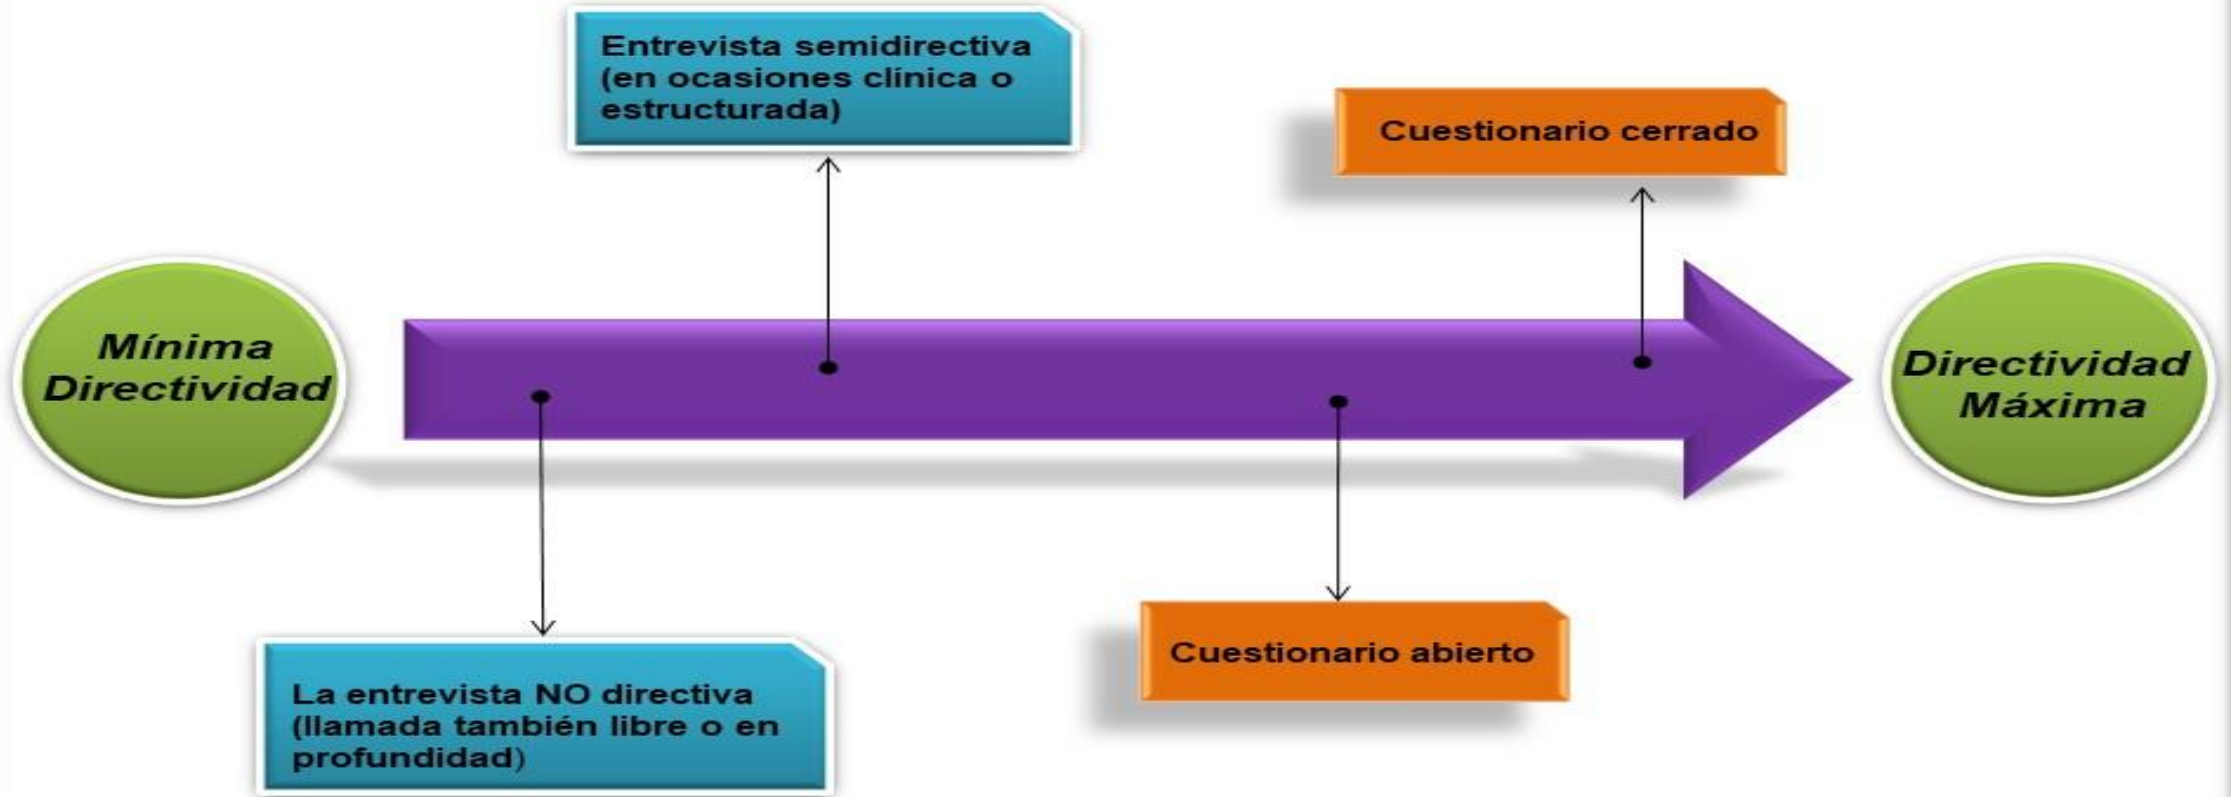 Entrevista semidirectiva
(en ocasiones clínica o
estructurada)
Cuestionario cerrado
Mínima
Directividad
Directividad
Máxima
Cuestionario abierto
La entrevista NO directiva
(llamada también libre o en
profundidad)